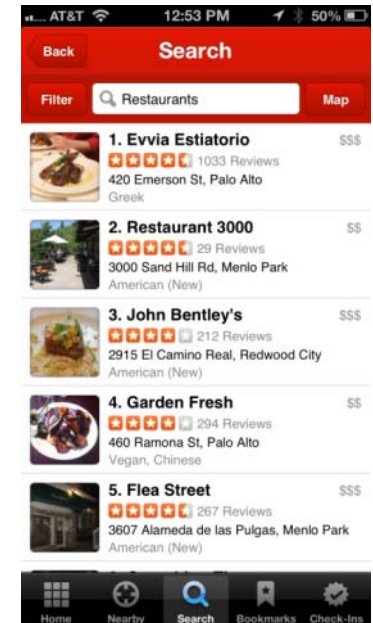 AT&T 12:53 PM 50%
Back Search
Filter Restaurants Map
1. Evvia Estiatorio $$$
1033 Reviews
420 Emerson St, Palo Alto
Greek
2. Restaurant 3000 $$
29 Reviews
3000 Sand Hill Rd, Menlo Park
American (New)
3. John Bentley's $$$
212 Reviews
2915 El Camino Real, Redwood City
American (New)
4. Garden Fresh $$
294 Reviews
460 Ramona St, Palo Alto
Vegan, Chinese
5. Flea Street $$$
267 Reviews
3607 Alameda de las Pulgas, Menlo Park
American (New)
Home Nearby Search Bookmarks Check-Ins